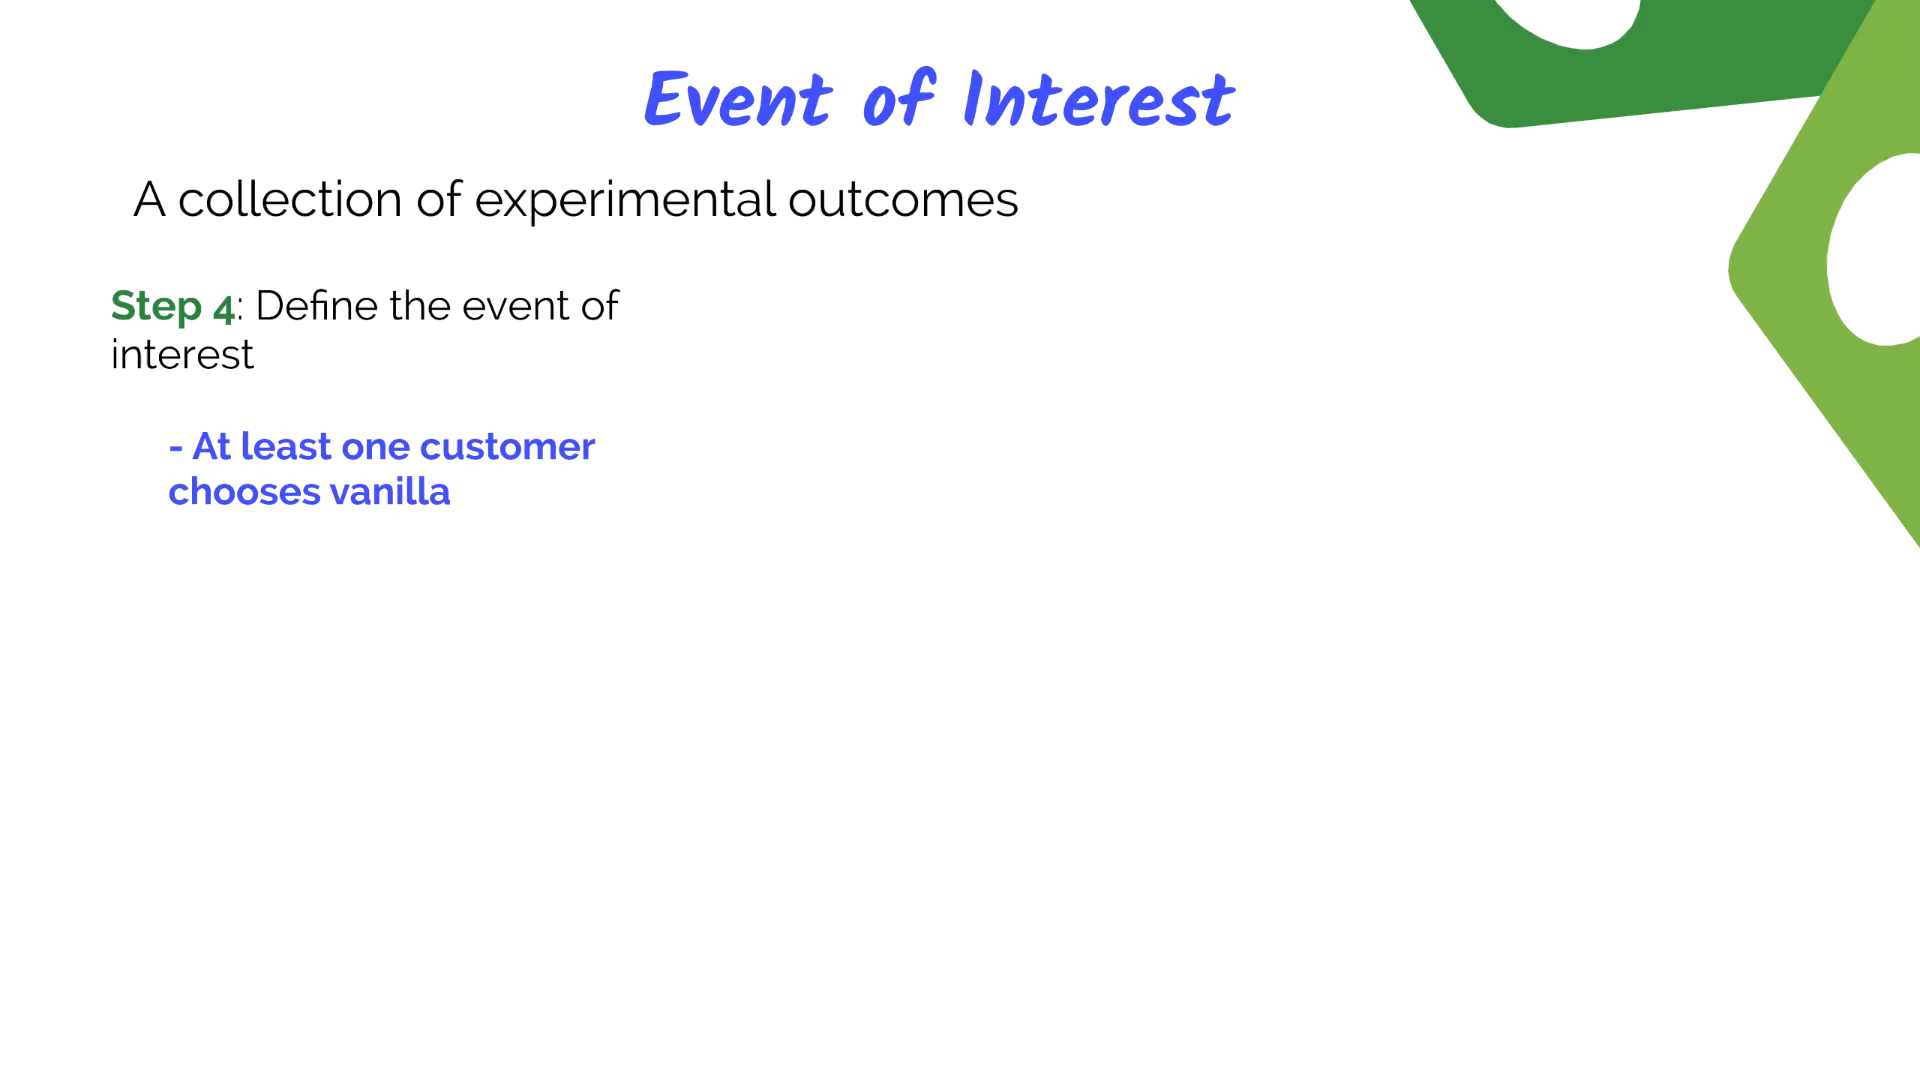 Event of Interest
A collection of experimental outcomes
Step 4: Define the event of
interest
- At least one customer
chooses vanilla